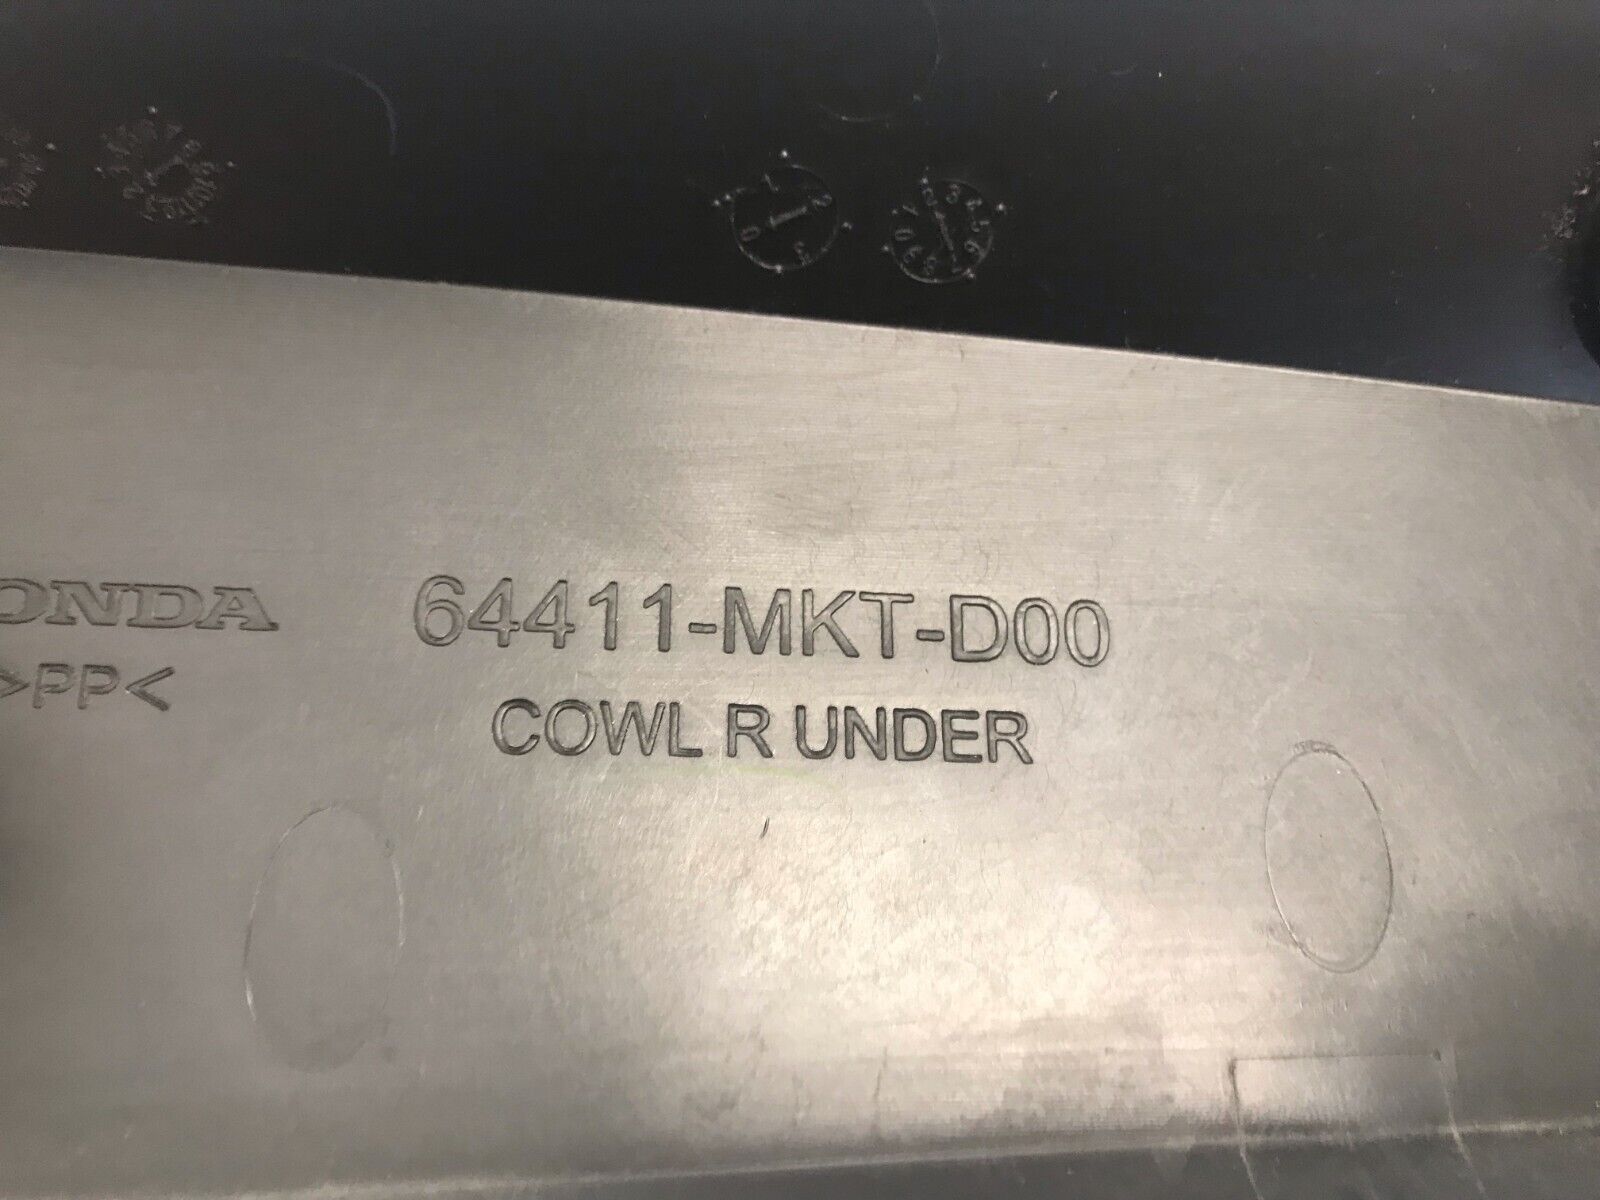 ONDA
64411-MKT-D00
>PP<
COWL R UNDER